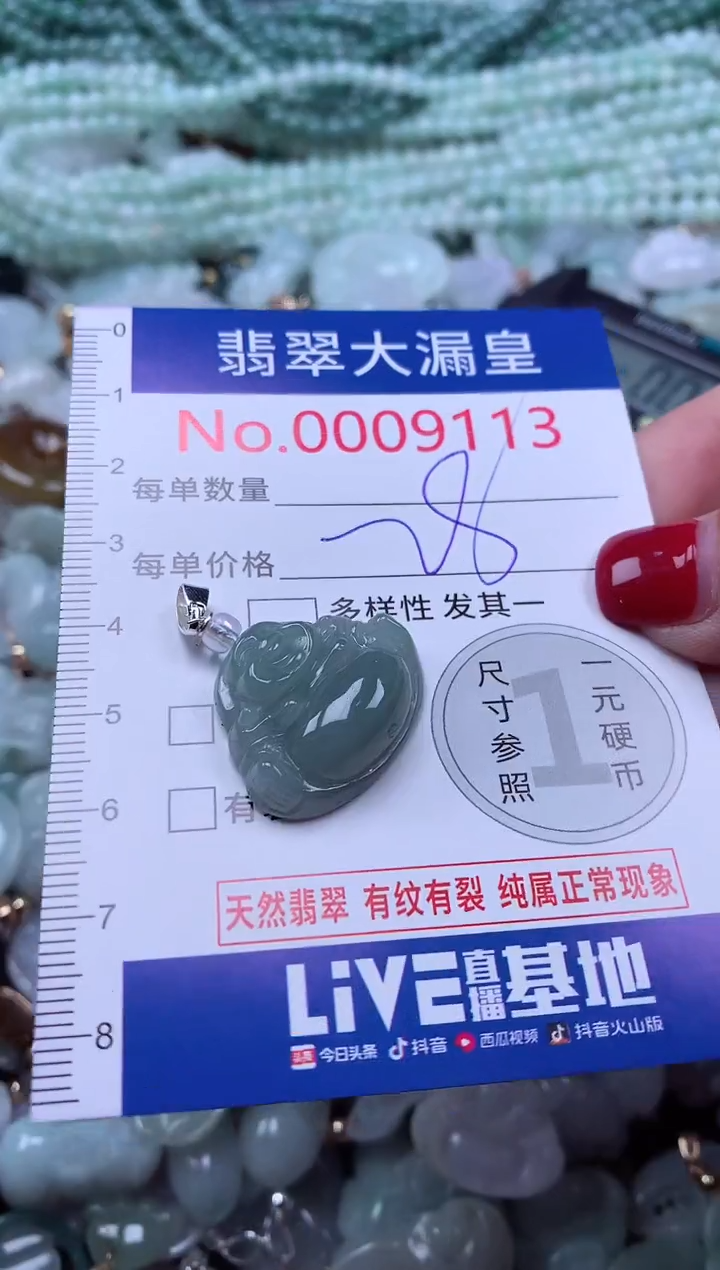 0
翡翠大漏皇
1
No.0009113
2
每单数量
3
每单价格
28
4
多样性 发其一
5
尺寸参照
1
一元硬币
6
有
天然翡翠 有纹有裂 纯属正常现象
7
LiVE直播基地
8
头条 今日头条 抖音 西瓜视频 抖音火山版